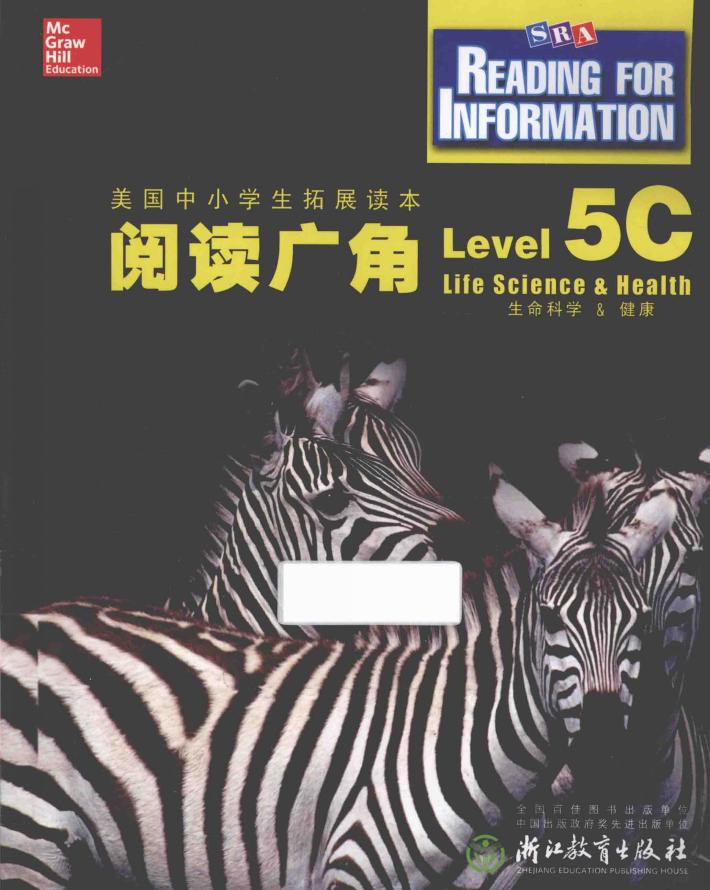 Mc
Graw
Hill
Education
SRA
READING FOR
INFORMATION
美国中小学生拓展读本
阅读广角
Level 5C
Life Science & Health
生命科学 & 健康
全国百佳图书出版单位
中国出版政府奖先进出版单位
浙江教育出版社
ZHEJIANG EDUCATION PUBLISHING HOUSE